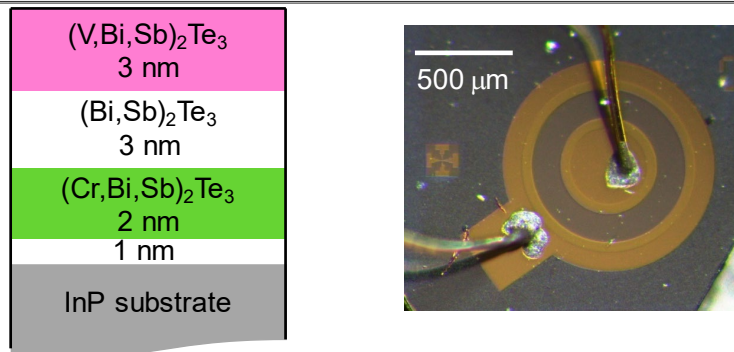 (V,Bi,Sb)₂Te₃
3 nm
(Bi,Sb)₂Te₃
3 nm
(Cr,Bi,Sb)₂Te₃
2 nm
1 nm
InP substrate
500 μm